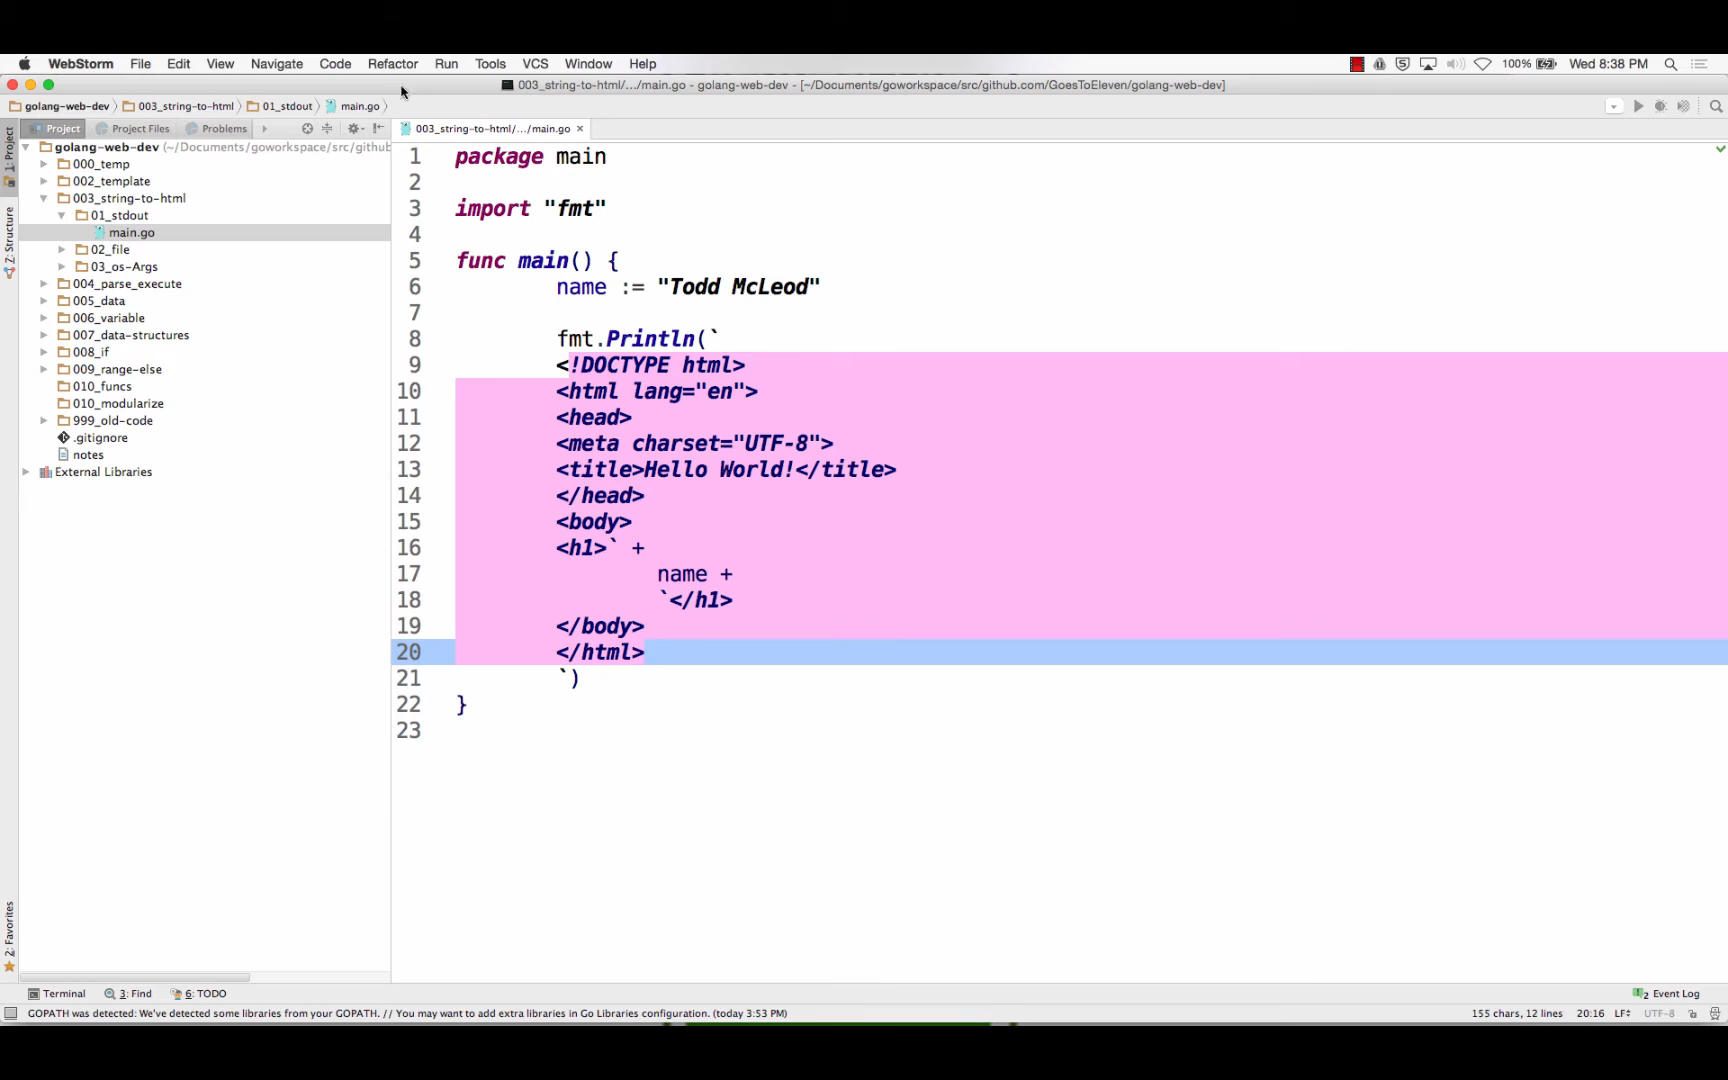 WebStorm File Edit View Navigate Code Refactor Run Tools VCS Window Help 100% Wed 8:38 PM
003_string-to-html/.../main.go - golang-web-dev - [~/Documents/goworkspace/src/github.com/GoesToEleven/golang-web-dev]
golang-web-dev 003_string-to-html 01_stdout main.go
Project Project Files Problems 003_string-to-html/.../main.go
1: Project
Z: Structure
2: Favorites
golang-web-dev (~/Documents/goworkspace/src/github
000_temp
002_template
003_string-to-html
01_stdout
main.go
02_file
03_os-Args
004_parse_execute
005_data
006_variable
007_data-structures
008_if
009_range-else
010_funcs
010_modularize
999_old-code
.gitignore
notes
External Libraries
1 package main
2
3 import "fmt"
4
5 func main() {
6 name := "Todd McLeod"
7
8 fmt.Println(`
9 <!DOCTYPE html>
10 <html lang="en">
11 <head>
12 <meta charset="UTF-8">
13 <title>Hello World!</title>
14 </head>
15 <body>
16 <h1>` +
17 name +
18 `</h1>
19 </body>
20 </html>
21 `)
22 }
23
Terminal 3: Find 6: TODO 2 Event Log
GOPATH was detected: We've detected some libraries from your GOPATH. // You may want to add extra libraries in Go Libraries configuration. (today 3:53 PM) 155 chars, 12 lines 20:16 LF UTF-8